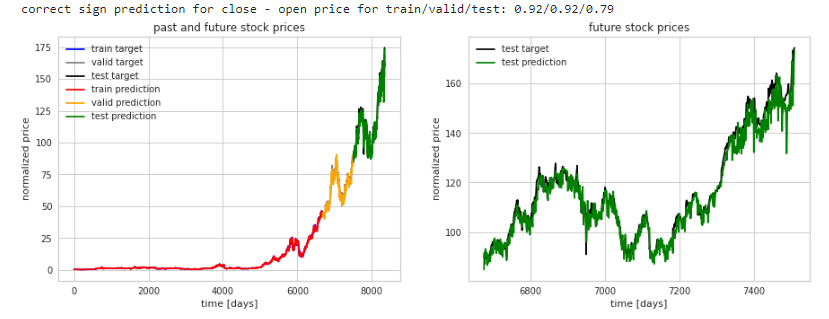 correct sign prediction for close - open price for train/valid/test: 0.92/0.92/0.79
past and future stock prices
175
150
125
100
75
50
25
0
normalized price
train target
valid target
test target
train prediction
valid prediction
test prediction
0
2000
4000
6000
8000
time [days]
future stock prices
160
140
120
100
normalized price
test target
test prediction
6800
7000
7200
7400
time [days]